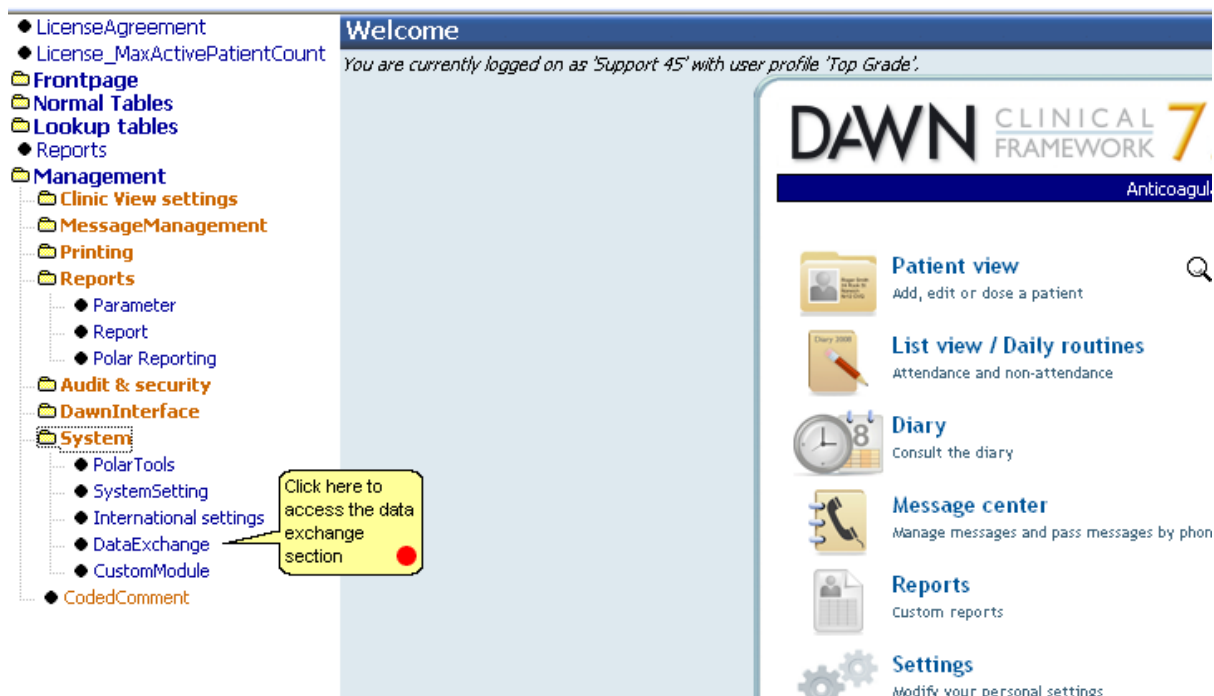 LicenseAgreement
License_MaxActivePatientCount
Frontpage
Normal Tables
Lookup tables
Reports
Management
Clinic View settings
MessageManagement
Printing
Reports
Parameter
Report
Polar Reporting
Audit & security
DawnInterface
System
PolarTools
SystemSetting
International settings
DataExchange
CustomModule
CodedComment
Click here to
access the data
exchange
section
Welcome
You are currently logged on as 'Support 45' with user profile 'Top Grade'.
DAWN CLINICAL FRAMEWORK 7
Anticoagula
Patient view
Add, edit or dose a patient
Diary 2008
List view / Daily routines
Attendance and non-attendance
8
Diary
Consult the diary
Message center
Manage messages and pass messages by phon
Reports
Custom reports
Settings
Modify your personal settings